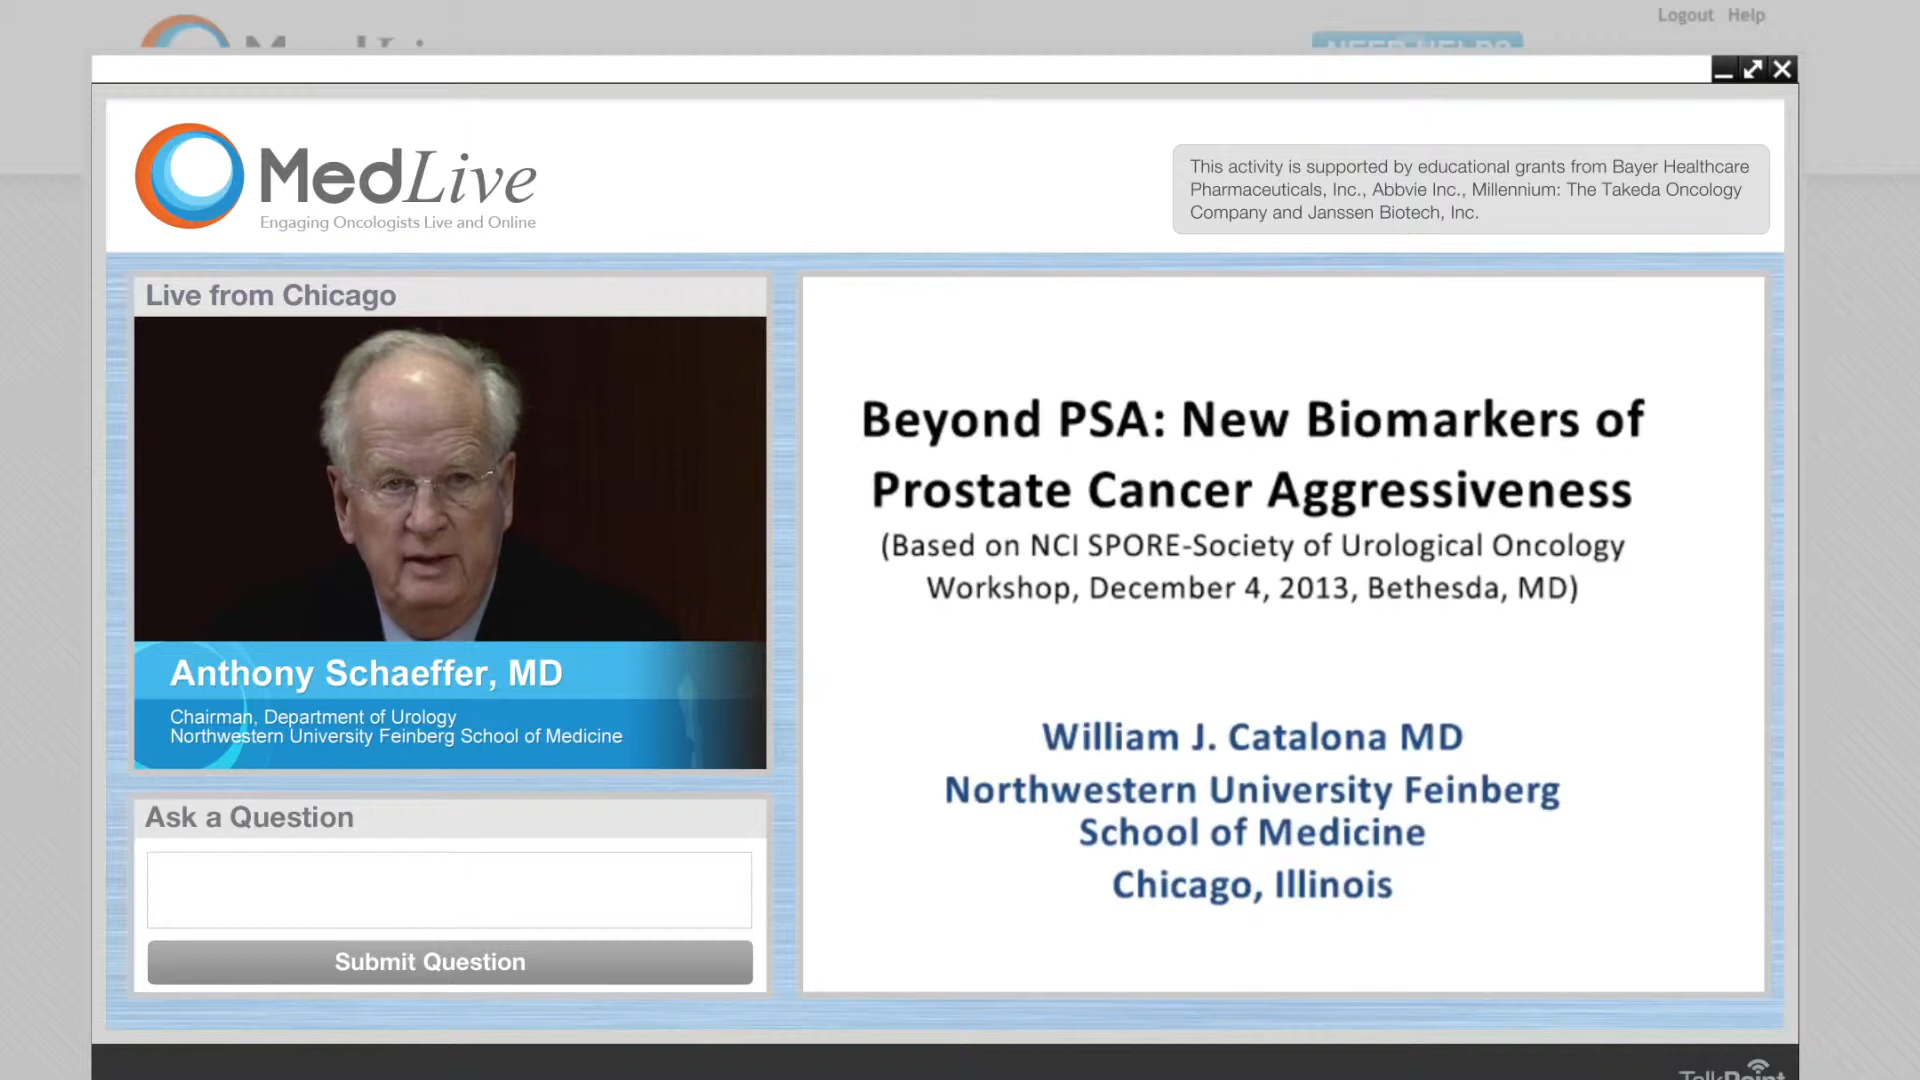 Logout Help
NEED HELP?
MedLive
Engaging Oncologists Live and Online
This activity is supported by educational grants from Bayer Healthcare
Pharmaceuticals, Inc., Abbvie Inc., Millennium: The Takeda Oncology
Company and Janssen Biotech, Inc.
Live from Chicago
Anthony Schaeffer, MD
Chairman, Department of Urology
Northwestern University Feinberg School of Medicine
Ask a Question
Submit Question
Beyond PSA: New Biomarkers of
Prostate Cancer Aggressiveness
(Based on NCI SPORE-Society of Urological Oncology
Workshop, December 4, 2013, Bethesda, MD)
William J. Catalona MD
Northwestern University Feinberg
School of Medicine
Chicago, Illinois
TalkPoint